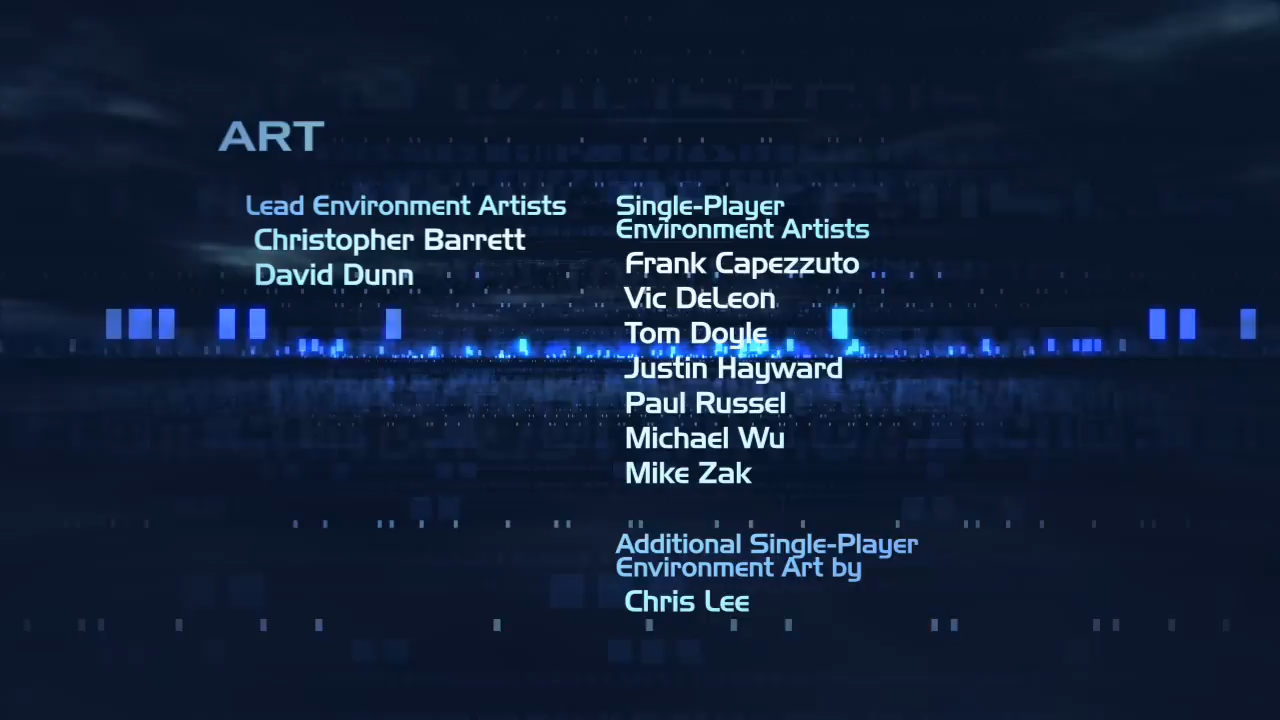 ART
Lead Environment Artists
Christopher Barrett
David Dunn
Single-Player
Environment Artists
Frank Capezzuto
Vic DeLeon
Tom Doyle
Justin Hayward
Paul Russel
Michael Wu
Mike Zak
Additional Single-Player
Environment Art by
Chris Lee